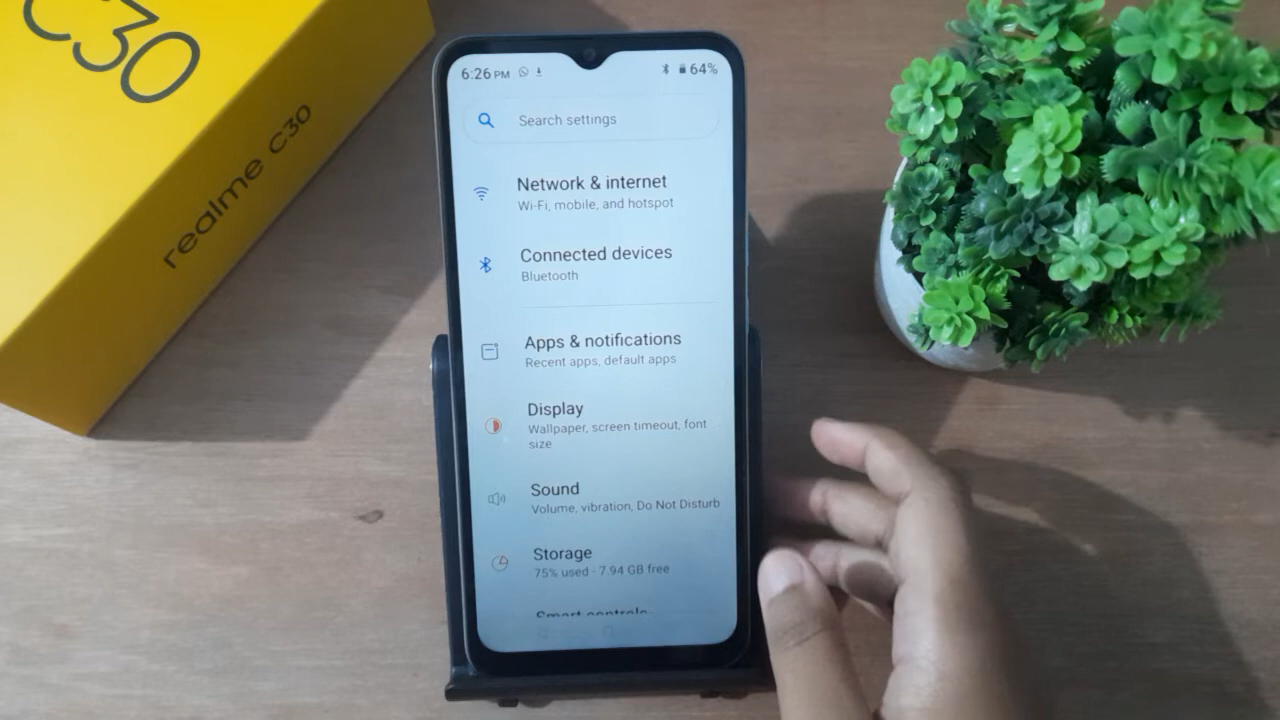 C30
realme C30
6:26 PM
64%
Search settings
Network & internet
Wi-Fi, mobile, and hotspot
Connected devices
Bluetooth
Apps & notifications
Recent apps, default apps
Display
Wallpaper, screen timeout, font
size
Sound
Volume, vibration, Do Not Disturb
Storage
75% used - 7.94 GB free
Smart controls